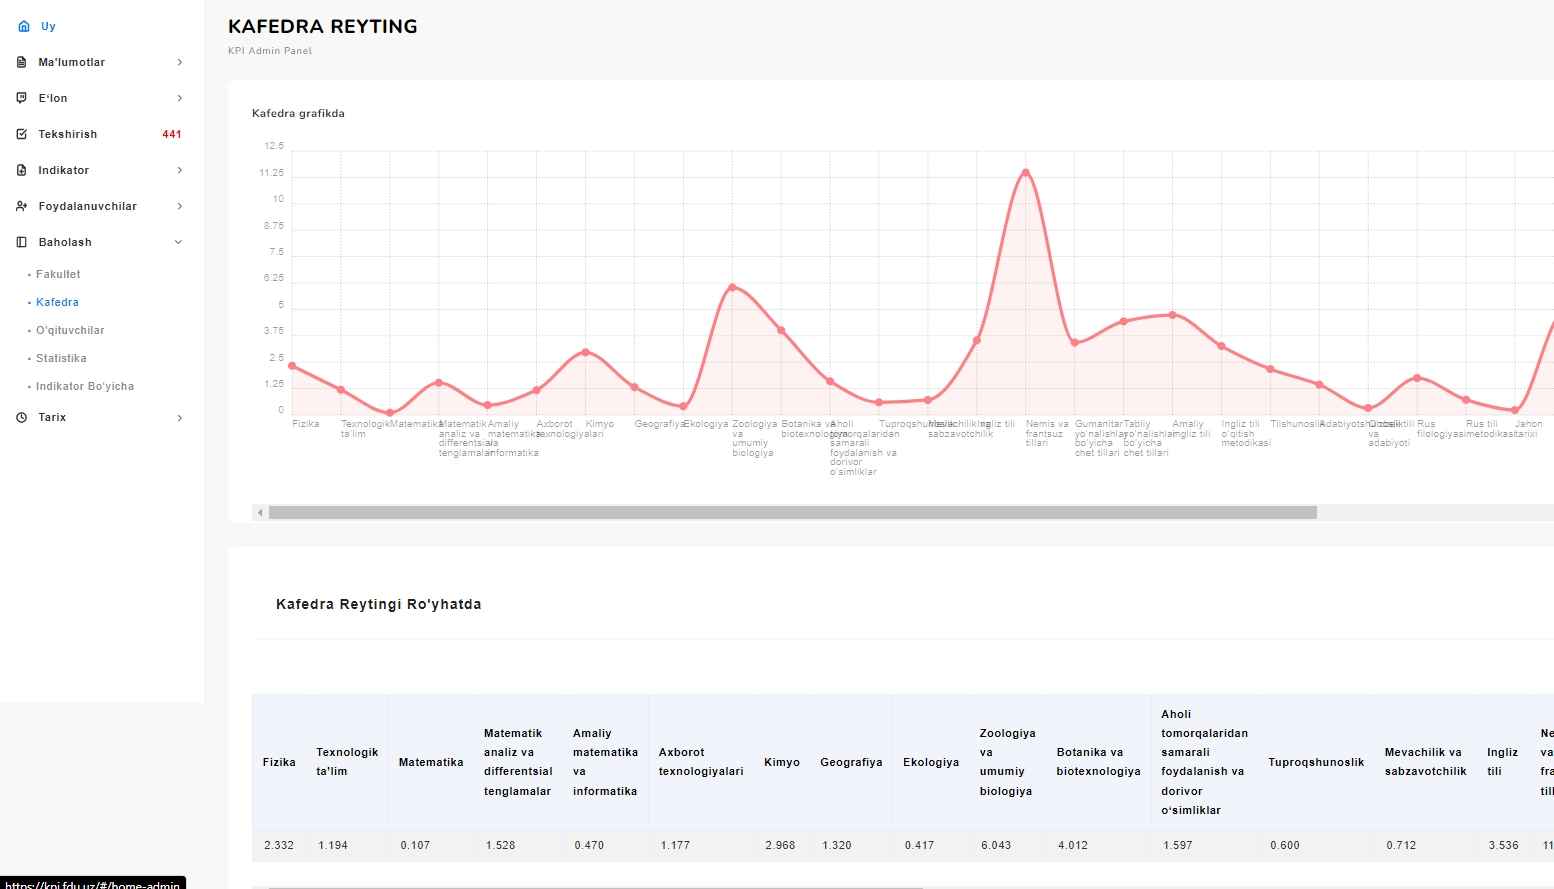 Uy
Ma'lumotlar
E'lon
Tekshirish 441
Indikator
Foydalanuvchilar
Baholash
Fakultet
Kafedra
O'qituvchilar
Statistika
Indikator Bo'yicha
Tarix
KAFEDRA REYTING
KPI Admin Panel
Kafedra grafikda
12.5
11.25
10
8.75
7.5
6.25
5
3.75
2.5
1.25
0
Fizika
Texnologik
ta'lim
Matematika
Matematik
analiz va
differentsial
tenglamalar
Amaliy
matematika
va
informatika
Axborot
texnologiyalari
Kimyo
Geografiya
Ekologiya
Zoologiya
va
umumiy
biologiya
Botanika va
biotexnologiya
Aholi
tomorqalaridan
samarali
foydalanish va
dorivor
o'simliklar
Tuproqshunoslik
Mevachilik va
sabzavotchilik
Ingliz tili
Nemis va
frantsuz
tillari
Gumanitar
yo'nalishlar
bo'yicha
chet tillari
Tabiiy
yo'nalishlar
bo'yicha
chet tillari
Amaliy
ingliz tili
Ingliz tili
o'qitish
metodikasi
Tilshunoslik
Adabiyotshunoslik
O'zbek tili
va
adabiyoti
Rus
filologiyasi
Rus tili
metodikasi
Jahon
tarixi
Kafedra Reytingi Ro'yhatda
Fizika
Texnologik
ta'lim
Matematika
Matematik
analiz va
differentsial
tenglamalar
Amaliy
matematika
va
informatika
Axborot
texnologiyalari
Kimyo
Geografiya
Ekologiya
Zoologiya
va
umumiy
biologiya
Botanika va
biotexnologiya
Aholi
tomorqalaridan
samarali
foydalanish va
dorivor
o‘simliklar
Tuproqshunoslik
Mevachilik va
sabzavotchilik
Ingliz
tili
Ne
va
fra
till
2.332 1.194 0.107 1.528 0.470 1.177 2.968 1.320 0.417 6.043 4.012 1.597 0.600 0.712 3.536 11
https://kpi.fdu.uz/#/home-admin